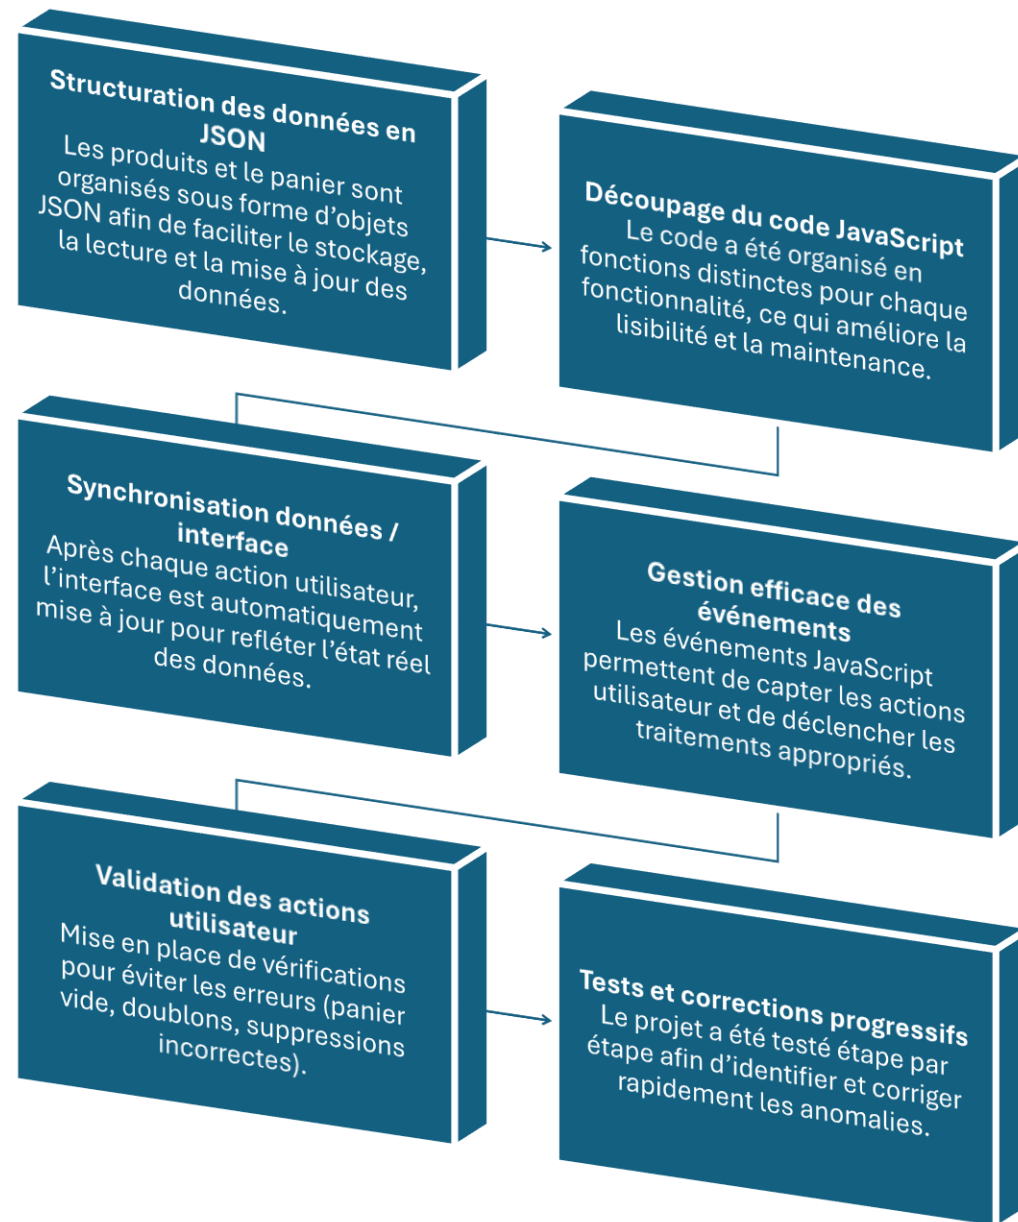 Structuration des données en
JSON
Les produits et le panier sont
organisés sous forme d’objets
JSON afin de faciliter le stockage,
la lecture et la mise à jour des
données.
Découpage du code JavaScript
Le code a été organisé en
fonctions distinctes pour chaque
fonctionnalité, ce qui améliore la
lisibilité et la maintenance.
Synchronisation données /
interface
Après chaque action utilisateur,
l’interface est automatiquement
mise à jour pour refléter l’état réel
des données.
Gestion efficace des
événements
Les événements JavaScript
permettent de capter les actions
utilisateur et de déclencher les
traitements appropriés.
Validation des actions
utilisateur
Mise en place de vérifications
pour éviter les erreurs (panier
vide, doublons, suppressions
incorrectes).
Tests et corrections progressifs
Le projet a été testé étape par
étape afin d’identifier et corriger
rapidement les anomalies.